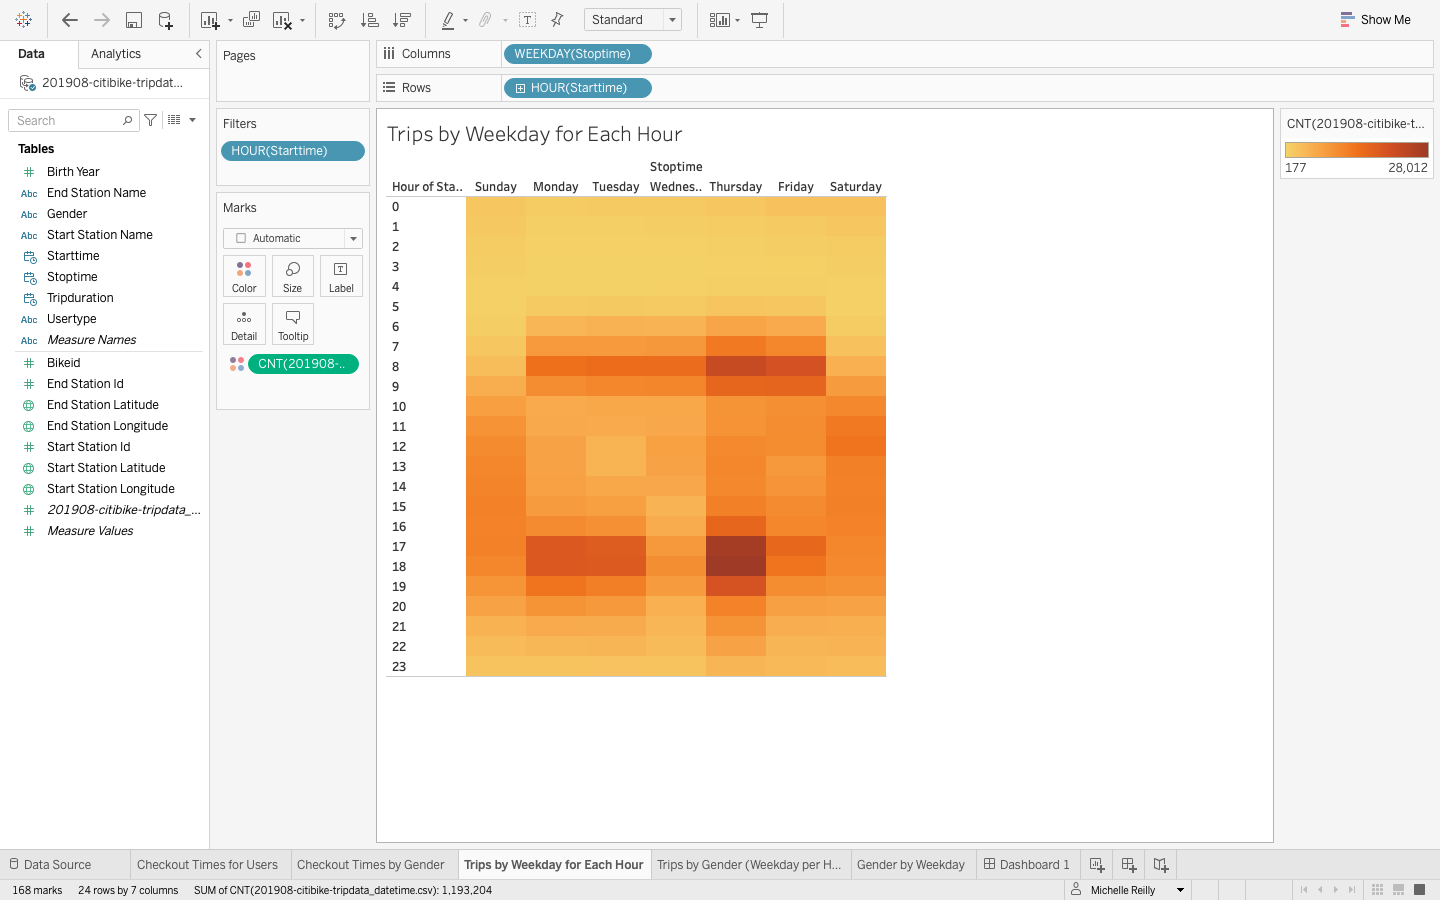 Standard
Show Me
Data
Analytics
201908-citibike-tripdat...
Search
Tables
Birth Year
Abc End Station Name
Abc Gender
Abc Start Station Name
Starttime
Stoptime
Tripduration
Abc Usertype
Abc Measure Names
Bikeid
End Station Id
End Station Latitude
End Station Longitude
Start Station Id
Start Station Latitude
Start Station Longitude
201908-citibike-tripdata_...
Measure Values
Pages
Filters
HOUR(Starttime)
Marks
Automatic
Color
Size
Label
Detail
Tooltip
CNT(201908-..
Columns
WEEKDAY(Stoptime)
Rows
HOUR(Starttime)
Trips by Weekday for Each Hour
Stoptime
Hour of Sta.. Sunday Monday Tuesday Wednes.. Thursday Friday Saturday
0
1
2
3
4
5
6
7
8
9
10
11
12
13
14
15
16
17
18
19
20
21
22
23
CNT(201908-citibike-t...
177 28,012
Data Source
Checkout Times for Users
Checkout Times by Gender
Trips by Weekday for Each Hour
Trips by Gender (Weekday per H...
Gender by Weekday
Dashboard 1
168 marks
24 rows by 7 columns
SUM of CNT(201908-citibike-tripdata_datetime.csv): 1,193,204
Michelle Reilly